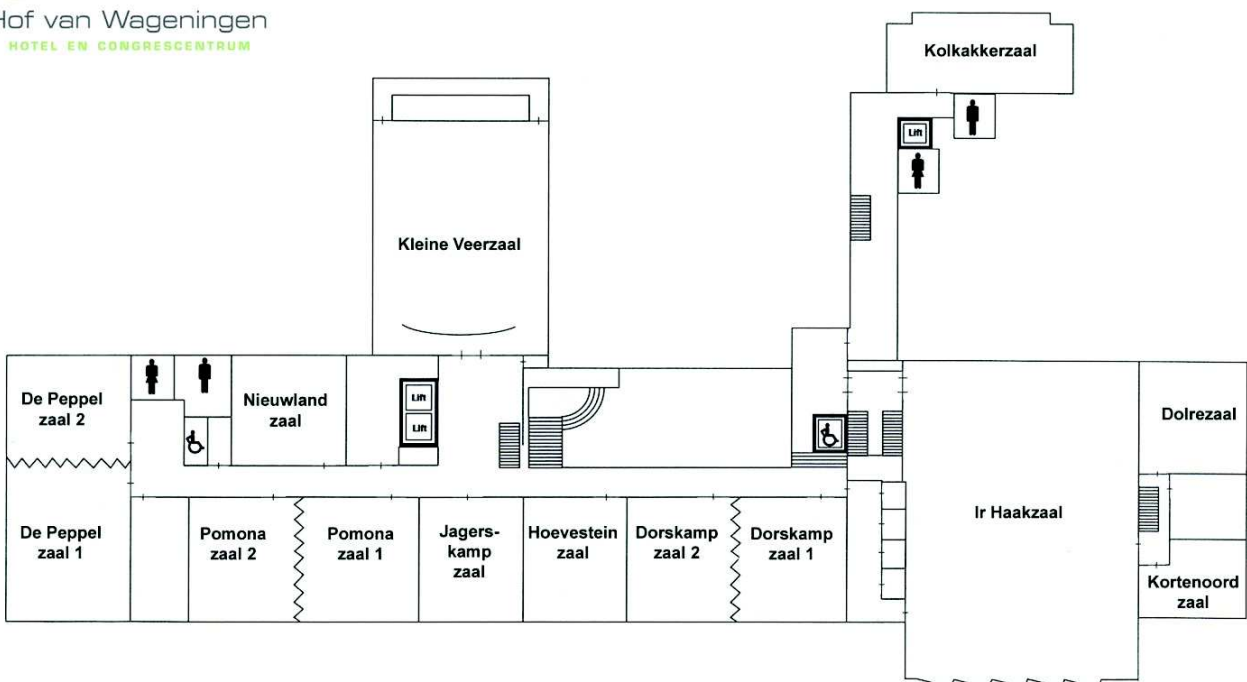 Hof van Wageningen
HOTEL EN CONGRESCENTRUM
Kolkakkerzaal
Lift
Kleine Veerzaal
De Peppel
zaal 2
Nieuwland
zaal
Lift
Lift
Dolrezaal
De Peppel
zaal 1
Pomona
zaal 2
Pomona
zaal 1
Jagers-
kamp
zaal
Hoevestein
zaal
Dorskamp
zaal 2
Dorskamp
zaal 1
Ir Haakzaal
Kortenoord
zaal